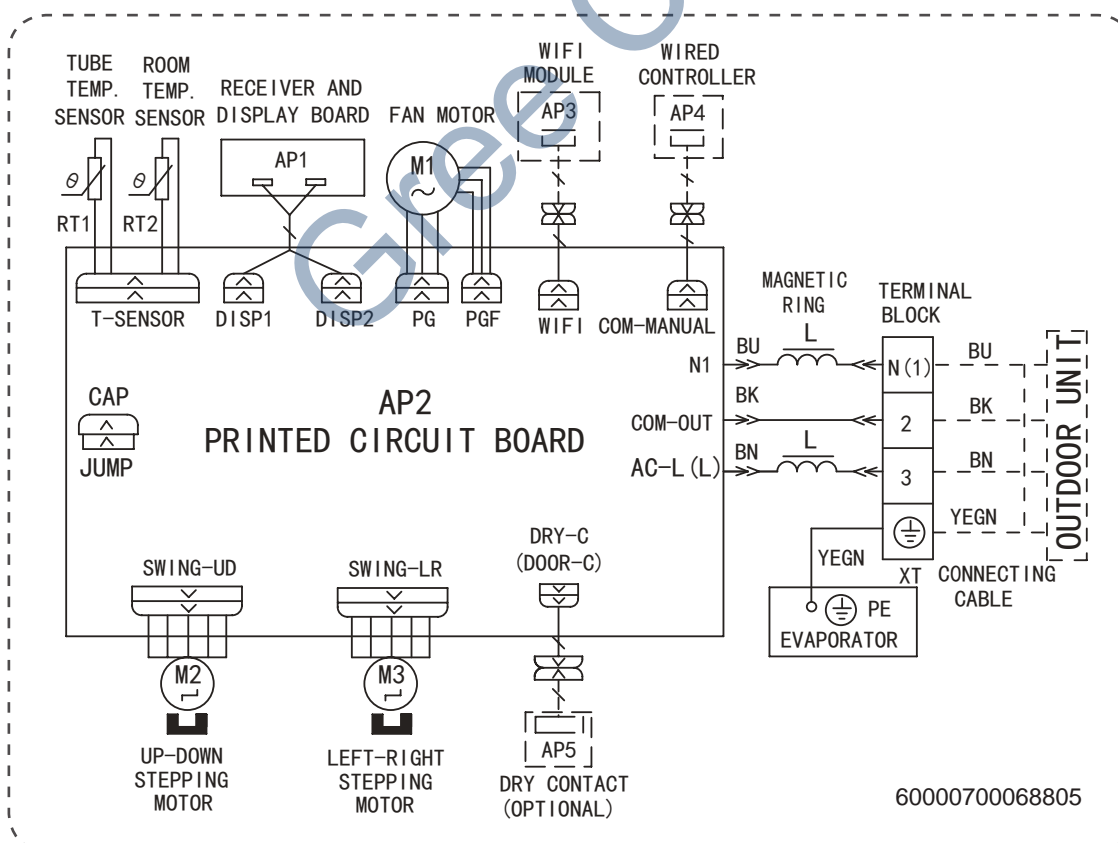 TUBE
TEMP.
SENSOR
ROOM
TEMP.
SENSOR
RECEIVER AND
DISPLAY BOARD
FAN MOTOR
WIFI
MODULE
WIRED
CONTROLLER
AP1
M1
AP3
AP4
θ
θ
RT1
RT2
Gree
T-SENSOR
DISP1
DISP2
PG
PGF
WIFI
COM-MANUAL
MAGNETIC
RING
TERMINAL
BLOCK
N1
BU
L
N(1)
BU
CAP
JUMP
AP2
PRINTED CIRCUIT BOARD
COM-OUT
BK
2
BK
AC-L(L)
BN
L
3
BN
YEGN
OUTDOOR UNIT
YEGN
XT
CONNECTING
CABLE
PE
EVAPORATOR
SWING-UD
SWING-LR
DRY-C
(DOOR-C)
M2
M3
AP5
UP-DOWN
STEPPING
MOTOR
LEFT-RIGHT
STEPPING
MOTOR
DRY CONTACT
(OPTIONAL)
60000700068805